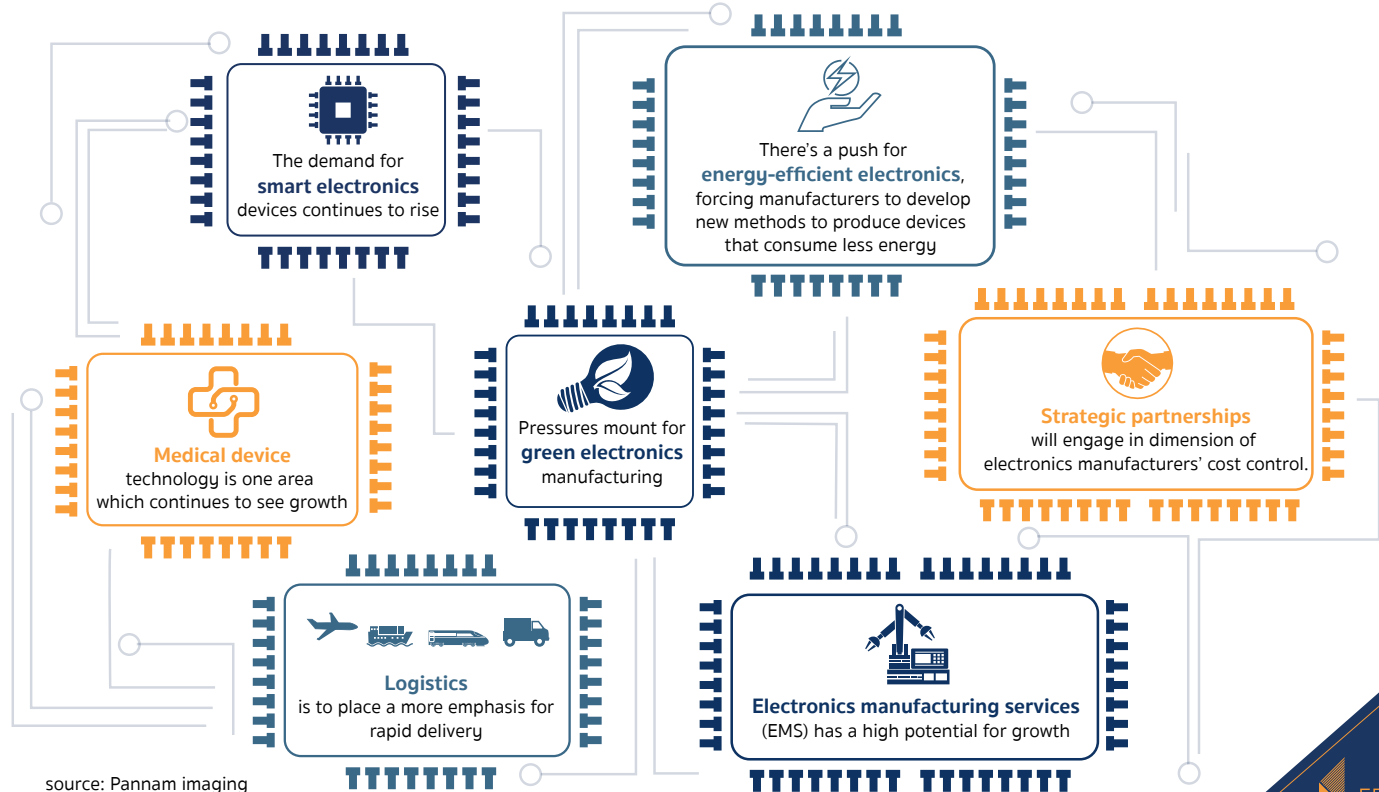 The demand for
smart electronics
devices continues to rise
There's a push for
energy-efficient electronics,
forcing manufacturers to develop
new methods to produce devices
that consume less energy
Medical device
technology is one area
which continues to see growth
Pressures mount for
green electronics
manufacturing
Strategic partnerships
will engage in dimension of
electronics manufacturers' cost control.
Logistics
is to place a more emphasis for
rapid delivery
Electronics manufacturing services
(EMS) has a high potential for growth
source: Pannam imaging